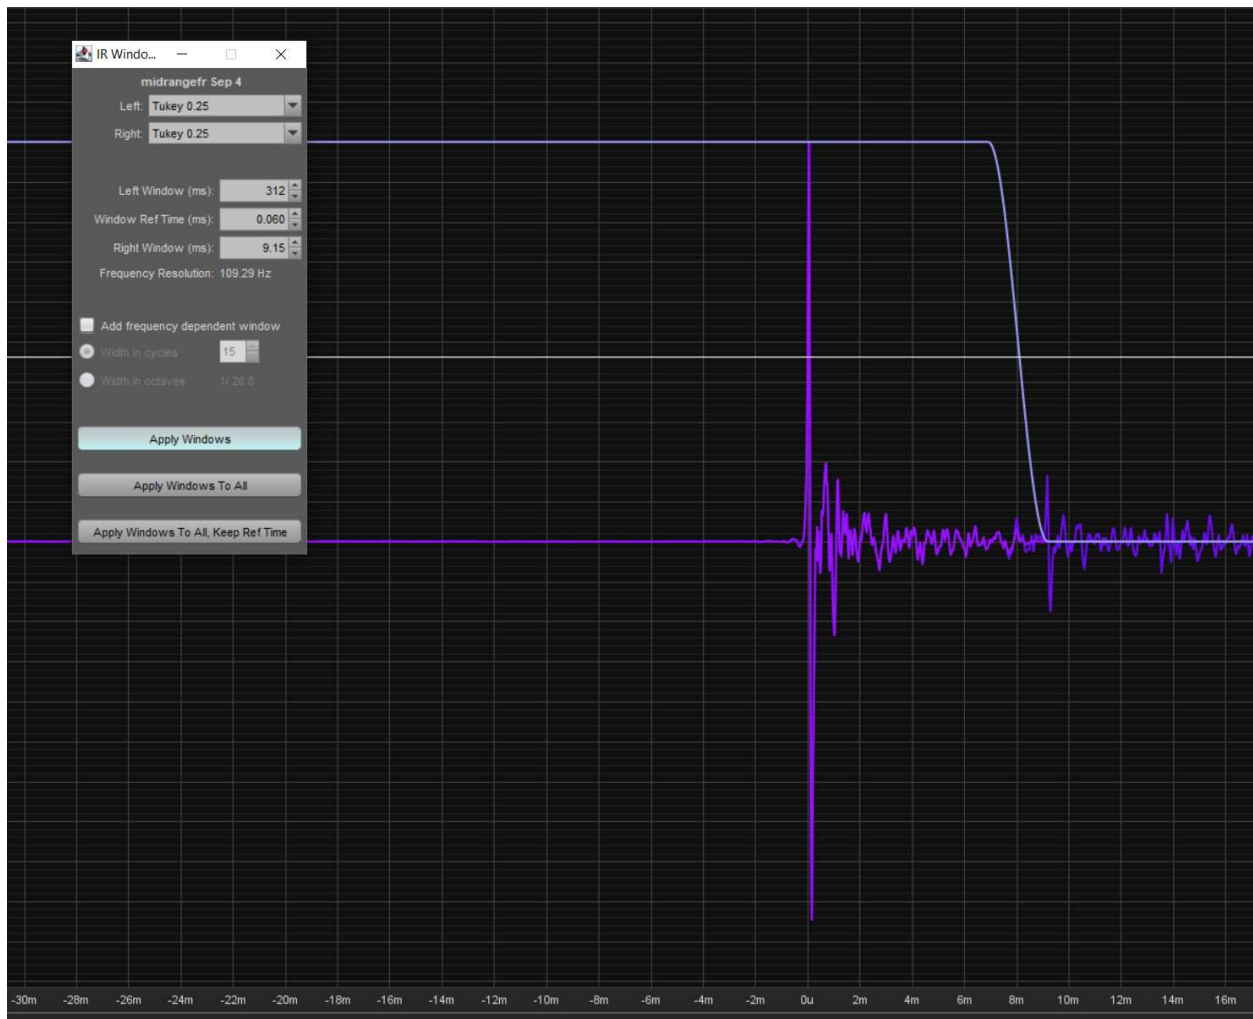 IR Windo...
midrangefr Sep 4
Left: Tukey 0.25
Right: Tukey 0.25
Left Window (ms): 312
Window Ref Time (ms): 0.060
Right Window (ms): 9.15
Frequency Resolution: 109.29 Hz
Add frequency dependent window
Width in cycles 15
Width in octaves 1/ 20.8
Apply Windows
Apply Windows To All
Apply Windows To All, Keep Ref Time
-30m -28m -26m -24m -22m -20m -18m -16m -14m -12m -10m -8m -6m -4m -2m 0u 2m 4m 6m 8m 10m 12m 14m 16m